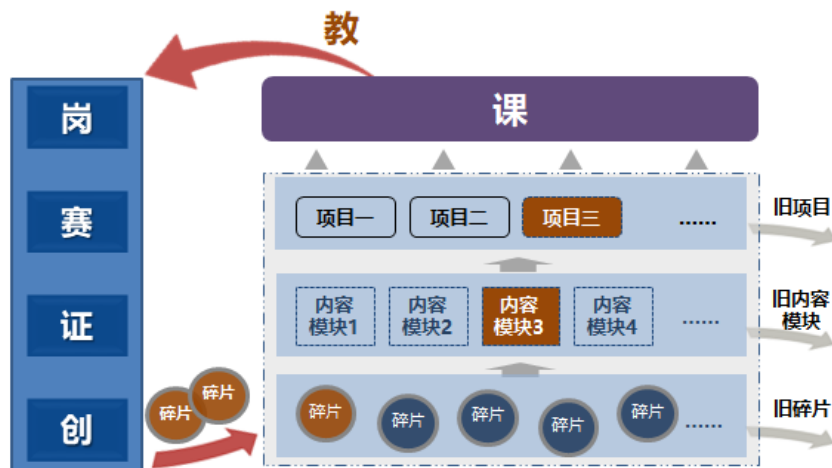 教
岗
赛
证
创
课
项目一
项目二
项目三
......
旧项目
内容
模块1
内容
模块2
内容
模块3
内容
模块4
......
旧内容
模块
碎片
碎片
碎片
碎片
碎片
碎片
碎片
......
旧碎片